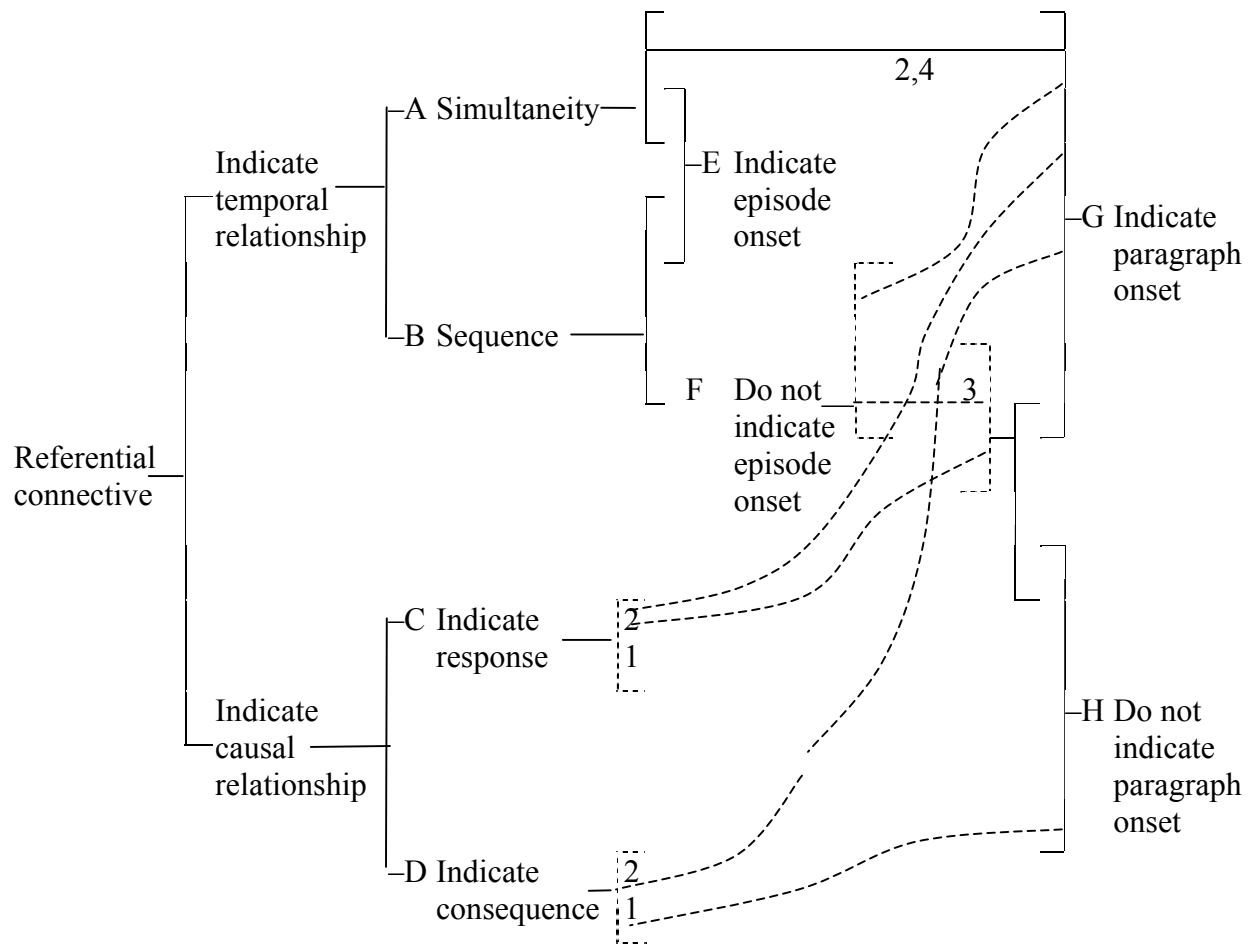 2,4
A Simultaneity
Indicate
temporal
relationship
E Indicate
episode
onset
G Indicate
paragraph
onset
B Sequence
F Do not
indicate
episode
onset
3
Referential
connective
C Indicate
response
2
1
Indicate
causal
relationship
H Do not
indicate
paragraph
onset
D Indicate
consequence
2
1